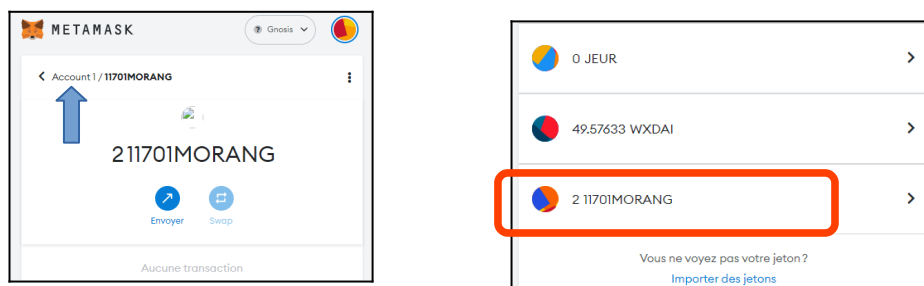 METAMASK
Gnosis
Account 1 / 11701MORANG
2 11701MORANG
Envoyer Swap
Aucune transaction
0 JEUR
49.57633 WXDAI
2 11701MORANG
Vous ne voyez pas votre jeton ?
Importer des jetons